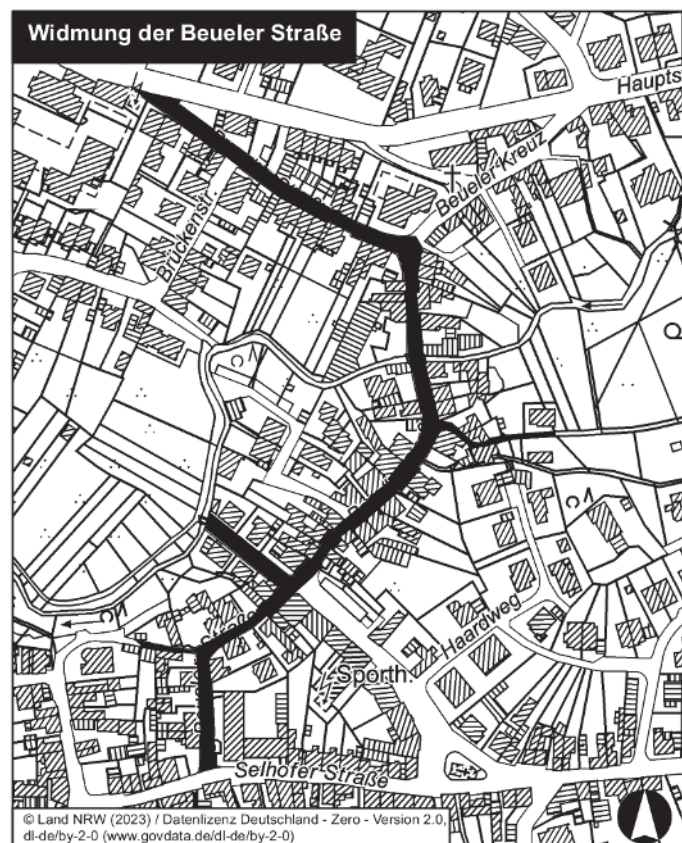 Widmung der Beueler Straße
Haupts
Beueler Kreuz
Brückenstr.
Haardweg
Straße
Sporth.
Selhofer Straße
© Land NRW (2023) / Datenlizenz Deutschland - Zero - Version 2.0,
dl-de/by-2-0 (www.govdata.de/dl-de/by-2-0)